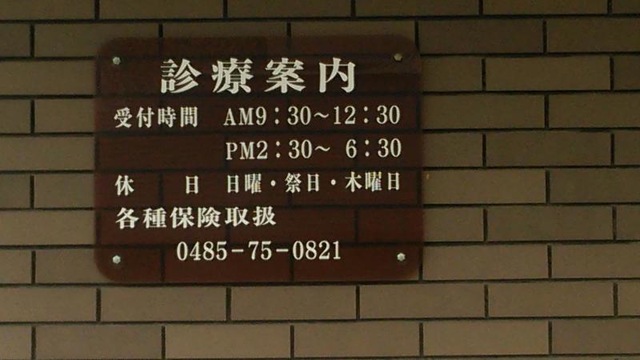 診療案内
受付時間 AM9：30〜12：30
PM2：30〜 6：30
休 日 日曜・祭日・木曜日
各種保険取扱
0485-75-0821